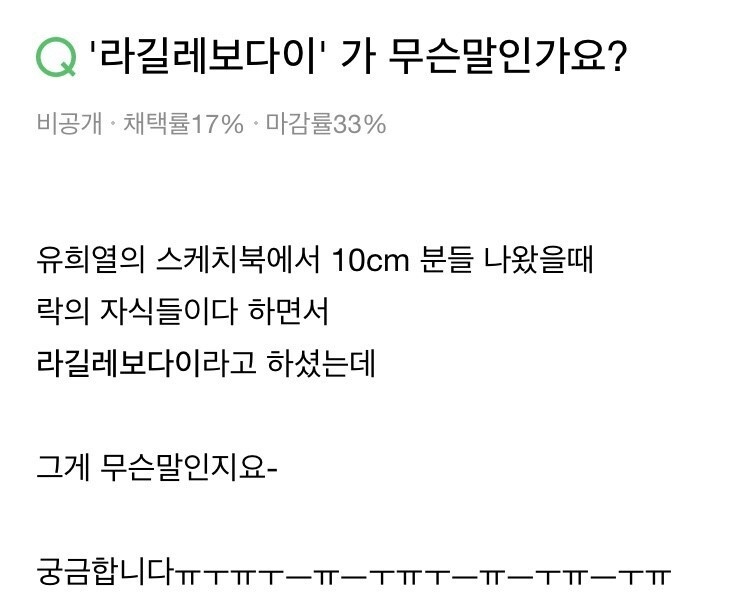 Q '라길레보다이' 가 무슨말인가요?
비공개 · 채택률17% · 마감률33%
유희열의 스케치북에서 10cm 분들 나왔을때
락의 자식들이다 하면서
라길레보다이라고 하셨는데
그게 무슨말인지요-
궁금합니다ㅠㅜㅠㅜㅡㅠㅡㅜㅠㅜㅡㅠㅡㅜㅠㅡㅜㅠ